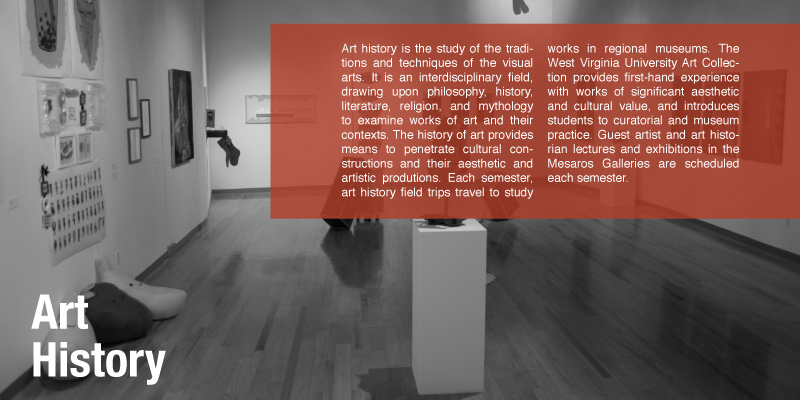 Art history is the study of the tradi-
tions and techniques of the visual
arts. It is an interdisciplinary field,
drawing upon philosophy, history,
literature, religion, and mythology
to examine works of art and their
contexts. The history of art provides
means to penetrate cultural con-
structions and their aesthetic and
artistic produtions. Each semester,
art history field trips travel to study
works in regional museums. The
West Virginia University Art Collec-
tion provides first-hand experience
with works of significant aesthetic
and cultural value, and introduces
students to curatorial and museum
practice. Guest artist and art histo-
rian lectures and exhibitions in the
Mesaros Galleries are scheduled
each semester.
Art
History